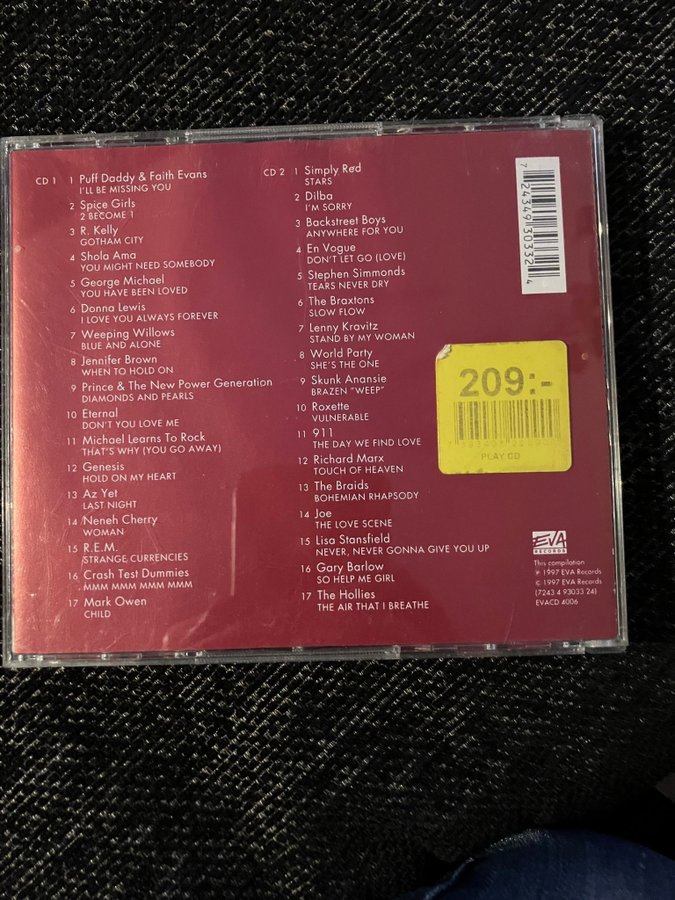 CD 1
1 Puff Daddy & Faith Evans
I'LL BE MISSING YOU
2 Spice Girls
2 BECOME 1
3 R. Kelly
GOTHAM CITY
4 Shola Ama
YOU MIGHT NEED SOMEBODY
5 George Michael
YOU HAVE BEEN LOVED
6 Donna Lewis
I LOVE YOU ALWAYS FOREVER
7 Weeping Willows
BLUE AND ALONE
8 Jennifer Brown
WHEN TO HOLD ON
9 Prince & The New Power Generation
DIAMONDS AND PEARLS
10 Eternal
DON'T YOU LOVE ME
11 Michael Learns To Rock
THAT'S WHY (YOU GO AWAY)
12 Genesis
HOLD ON MY HEART
13 Az Yet
LAST NIGHT
14 Neneh Cherry
WOMAN
15 R.E.M.
STRANGE CURRENCIES
16 Crash Test Dummies
MMM MMM MMM MMM
17 Mark Owen
CHILD
CD 2
1 Simply Red
STARS
2 Dilba
I'M SORRY
3 Backstreet Boys
ANYWHERE FOR YOU
4 En Vogue
DON'T LET GO (LOVE)
5 Stephen Simmonds
TEARS NEVER DRY
6 The Braxtons
SLOW FLOW
7 Lenny Kravitz
STAND BY MY WOMAN
8 World Party
SHE'S THE ONE
9 Skunk Anansie
BRAZEN "WEEP"
10 Roxette
VULNERABLE
11 911
THE DAY WE FIND LOVE
12 Richard Marx
TOUCH OF HEAVEN
13 The Braids
BOHEMIAN RHAPSODY
14 Joe
THE LOVE SCENE
15 Lisa Stansfield
NEVER, NEVER GONNA GIVE YOU UP
16 Gary Barlow
SO HELP ME GIRL
17 The Hollies
THE AIR THAT I BREATHE
7 24349 30332 4
209:-
PLAY CD
EVA
RECORDS
This compilation
℗ 1997 EVA Records
© 1997 EVA Records
(7243 4 93033 24)
EVACD 4006